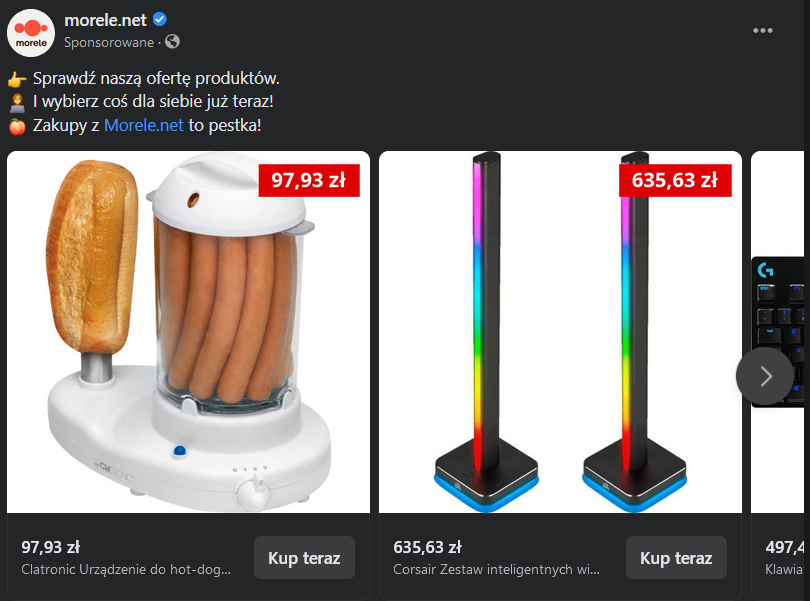 morele
morele.net
Sponsorowane ·
👉 Sprawdź naszą ofertę produktów.
👩‍💻 I wybierz coś dla siebie już teraz!
🍑 Zakupy z Morele.net to pestka!
97,93 zł
635,63 zł
0 1 2 3
97,93 zł
Clatronic Urządzenie do hot-dog...
Kup teraz
635,63 zł
Corsair Zestaw inteligentnych wi...
Kup teraz
497,4
Klawia